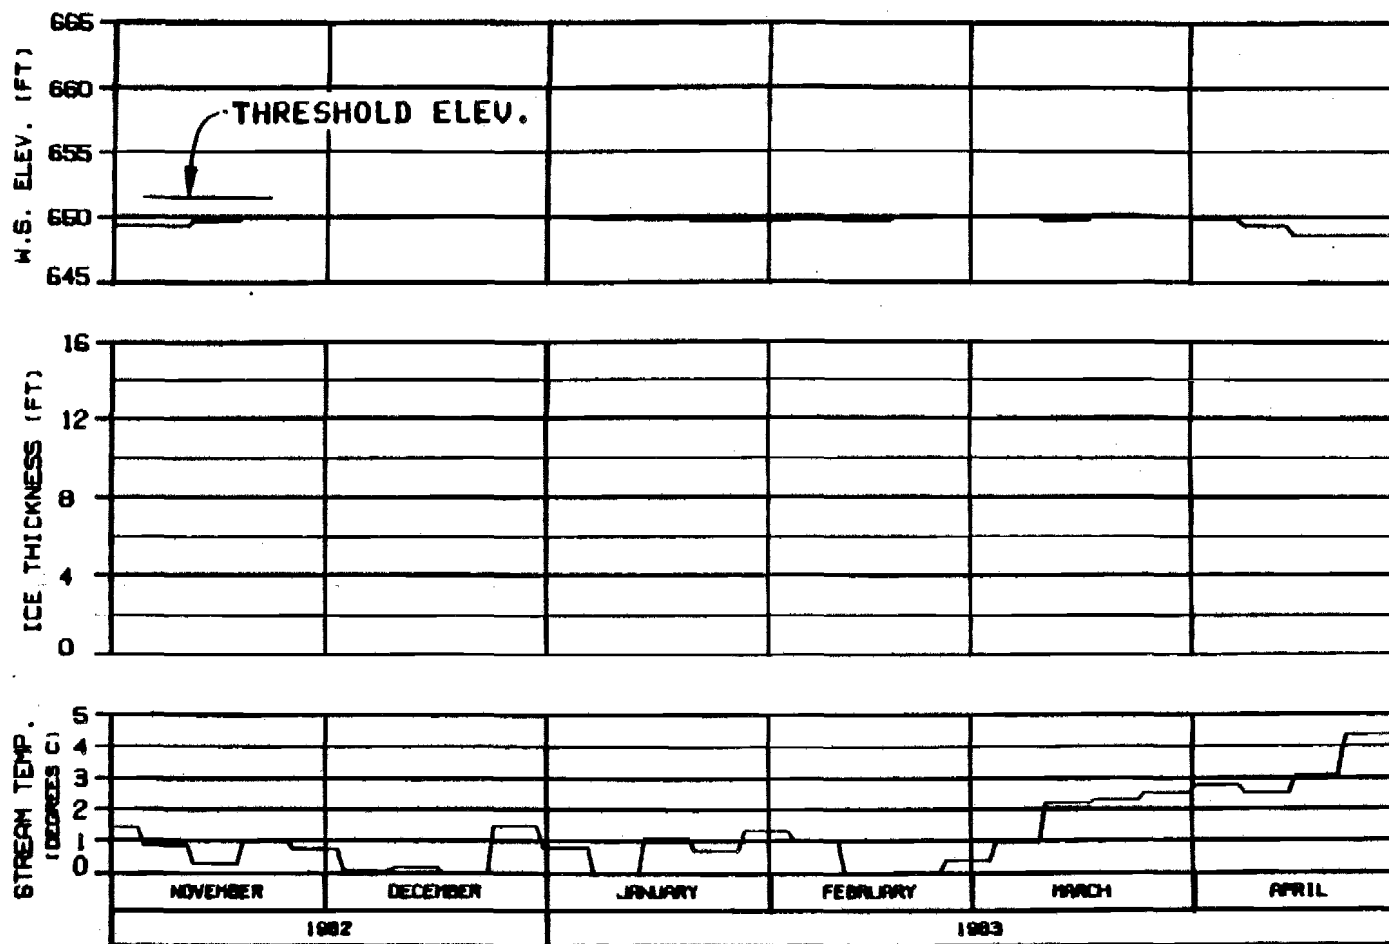 665
660
THRESHOLD ELEV.
655
650
645
W.S. ELEV. (FT)
16
12
8
4
0
ICE THICKNESS (FT)
5
4
3
2
1
0
STREAM TEMP.
(DEGREES C)
NOVEMBER DECEMBER JANUARY FEBRUARY MARCH APRIL
1982 1983